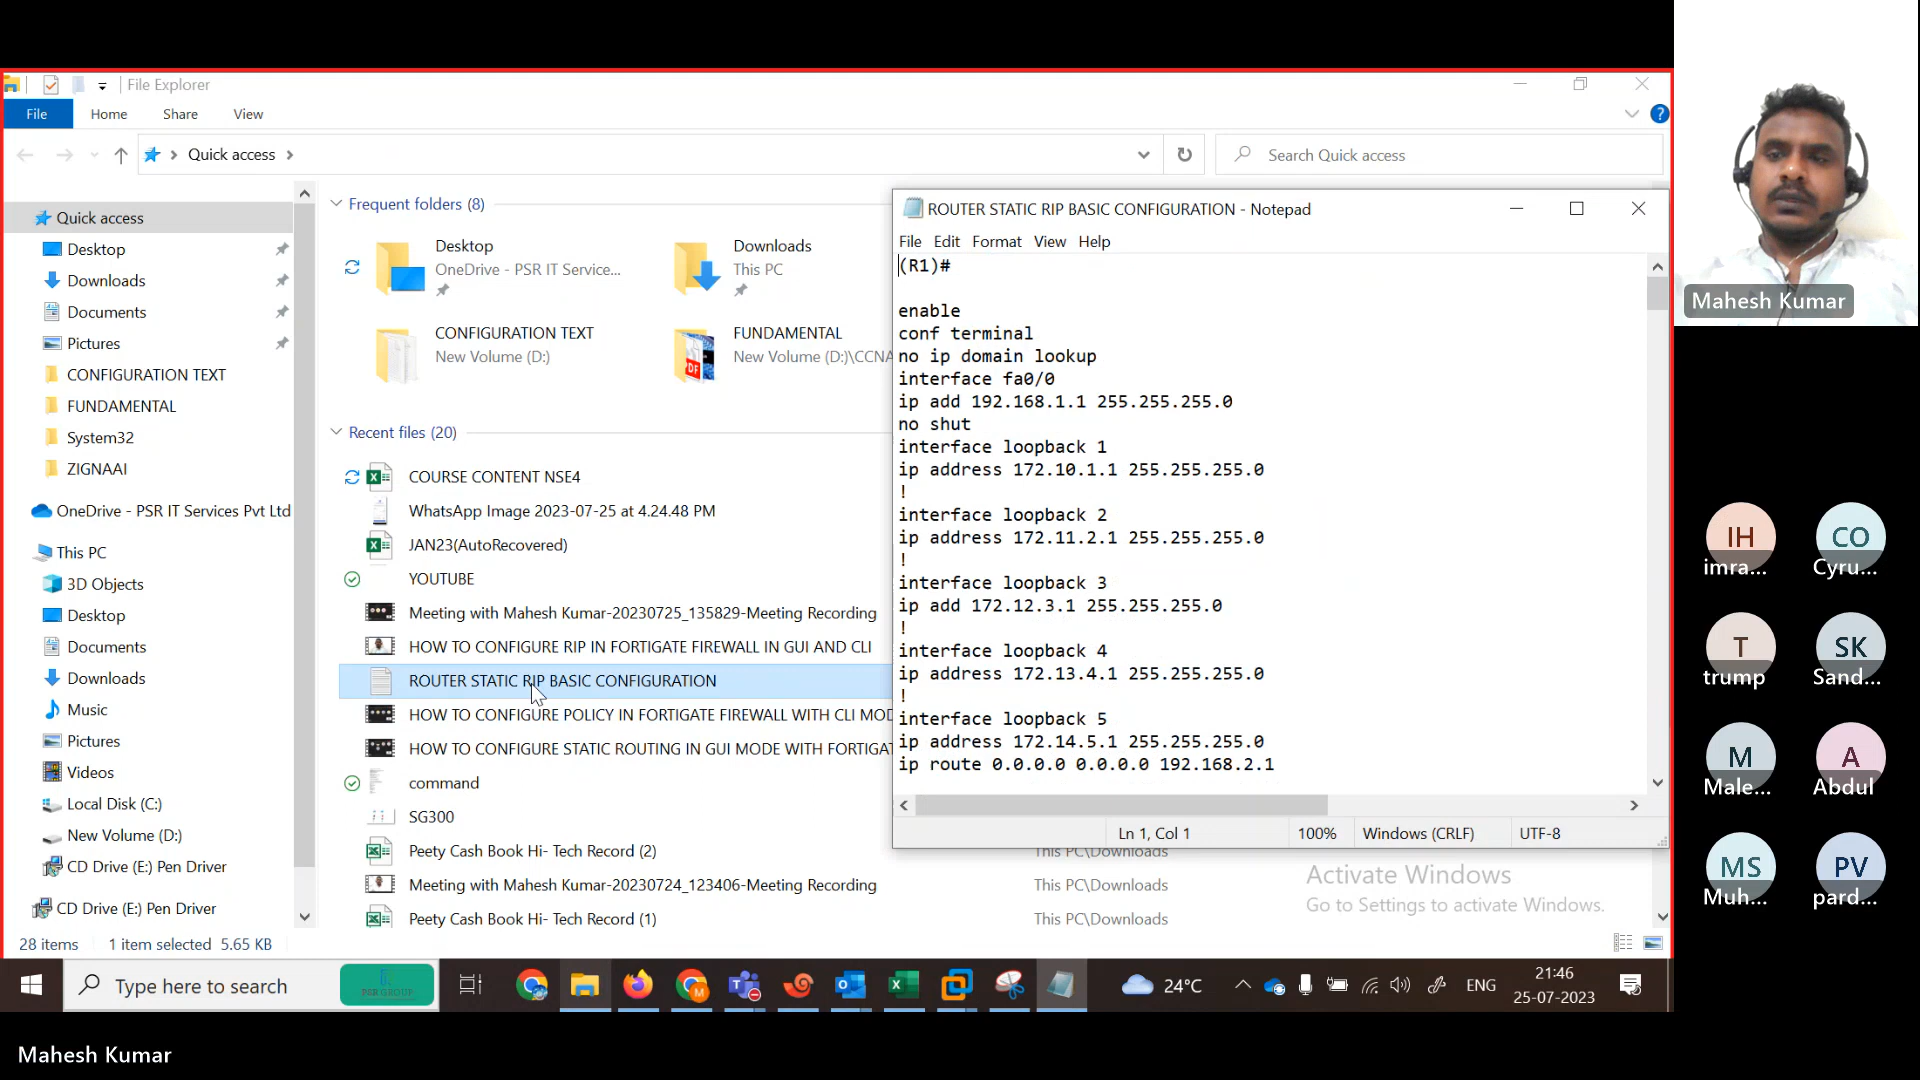 File Explorer
File
Home
Share
View
Quick access
Search Quick access
Quick access
Desktop
Downloads
Documents
Pictures
CONFIGURATION TEXT
FUNDAMENTAL
System32
ZIGNAAI
OneDrive - PSR IT Services Pvt Ltd
This PC
3D Objects
Desktop
Documents
Downloads
Music
Pictures
Videos
Local Disk (C:)
New Volume (D:)
CD Drive (E:) Pen Driver
CD Drive (E:) Pen Driver
28 items
1 item selected 5.65 KB
Frequent folders (8)
Desktop
OneDrive - PSR IT Service...
Downloads
This PC
CONFIGURATION TEXT
New Volume (D:)
FUNDAMENTAL
New Volume (D:)\CCNA
PDF
Recent files (20)
COURSE CONTENT NSE4
WhatsApp Image 2023-07-25 at 4.24.48 PM
JAN23(AutoRecovered)
YOUTUBE
Meeting with Mahesh Kumar-20230725_135829-Meeting Recording
HOW TO CONFIGURE RIP IN FORTIGATE FIREWALL IN GUI AND CLI
ROUTER STATIC RIP BASIC CONFIGURATION
HOW TO CONFIGURE POLICY IN FORTIGATE FIREWALL WITH CLI MOD
HOW TO CONFIGURE STATIC ROUTING IN GUI MODE WITH FORTIGA
command
SG300
Peety Cash Book Hi- Tech Record (2)
This PC\Downloads
Meeting with Mahesh Kumar-20230724_123406-Meeting Recording
This PC\Downloads
Peety Cash Book Hi- Tech Record (1)
This PC\Downloads
ROUTER STATIC RIP BASIC CONFIGURATION - Notepad
File Edit Format View Help
(R1)#
enable
conf terminal
no ip domain lookup
interface fa0/0
ip add 192.168.1.1 255.255.255.0
no shut
interface loopback 1
ip address 172.10.1.1 255.255.255.0
!
interface loopback 2
ip address 172.11.2.1 255.255.255.0
!
interface loopback 3
ip add 172.12.3.1 255.255.255.0
!
interface loopback 4
ip address 172.13.4.1 255.255.255.0
!
interface loopback 5
ip address 172.14.5.1 255.255.255.0
ip route 0.0.0.0 0.0.0.0 192.168.2.1
Ln 1, Col 1
100%
Windows (CRLF)
UTF-8
Activate Windows
Go to Settings to activate Windows.
Type here to search
PSR GROUP
24°C
ENG
21:46
25-07-2023
Mahesh Kumar
IH
imra...
CO
Cyru...
T
trump
SK
Sand...
M
Male...
A
Abdul
MS
Muh...
PV
pard...
Mahesh Kumar